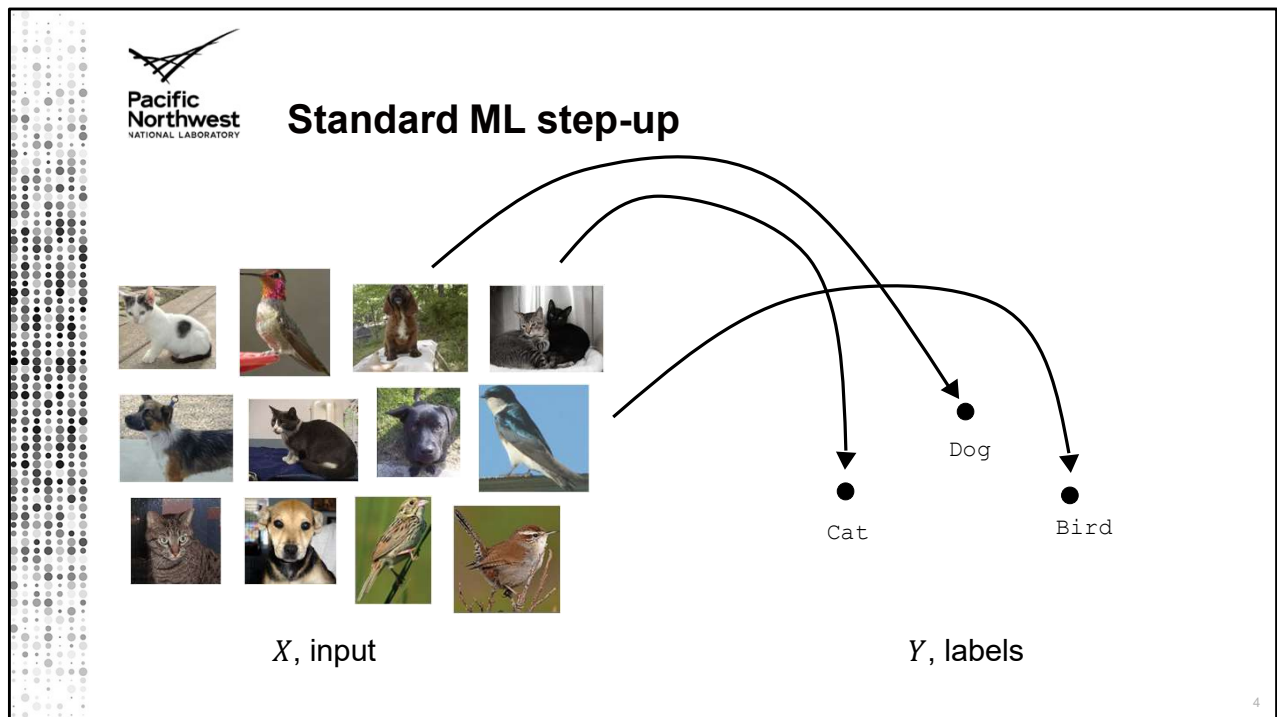 Pacific
Northwest
NATIONAL LABORATORY
Standard ML step-up
Dog
Cat
Bird
X, input
Y, labels
4